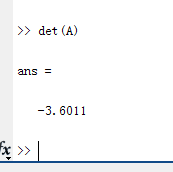 >> det(A)
ans =
-3.6011
fx >>